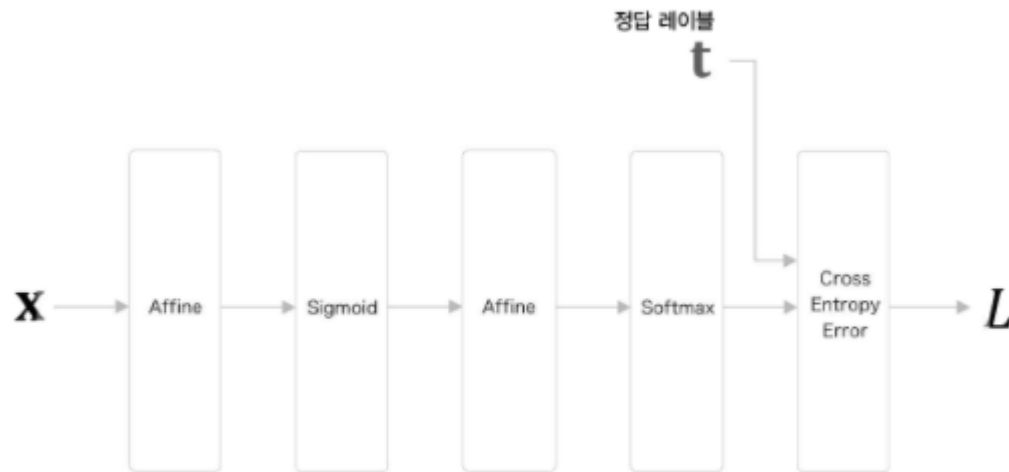 정답 레이블
t
x
Affine
Sigmoid
Affine
Softmax
Cross
Entropy
Error
L